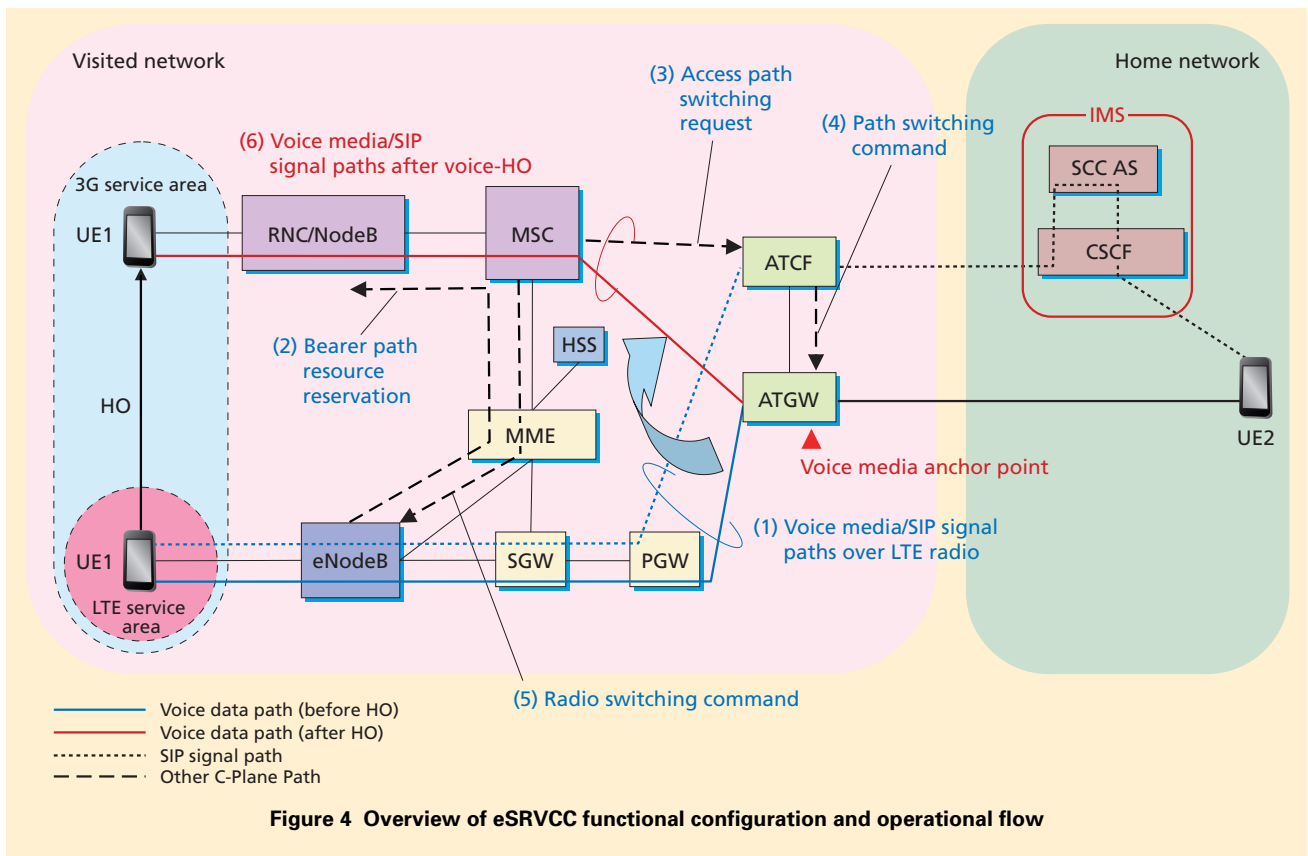 Visited network
Home network
(3) Access path
switching
request
(4) Path switching
command
IMS
SCC AS
CSCF
(6) Voice media/SIP
signal paths after voice-HO
3G service area
UE1
RNC/NodeB
MSC
ATCF
(2) Bearer path
resource
reservation
HSS
HO
MME
ATGW
UE2
Voice media anchor point
(1) Voice media/SIP signal
paths over LTE radio
UE1
eNodeB
SGW
PGW
LTE service
area
(5) Radio switching command
Voice data path (before HO)
Voice data path (after HO)
SIP signal path
Other C-Plane Path
Figure 4 Overview of eSRVCC functional configuration and operational flow